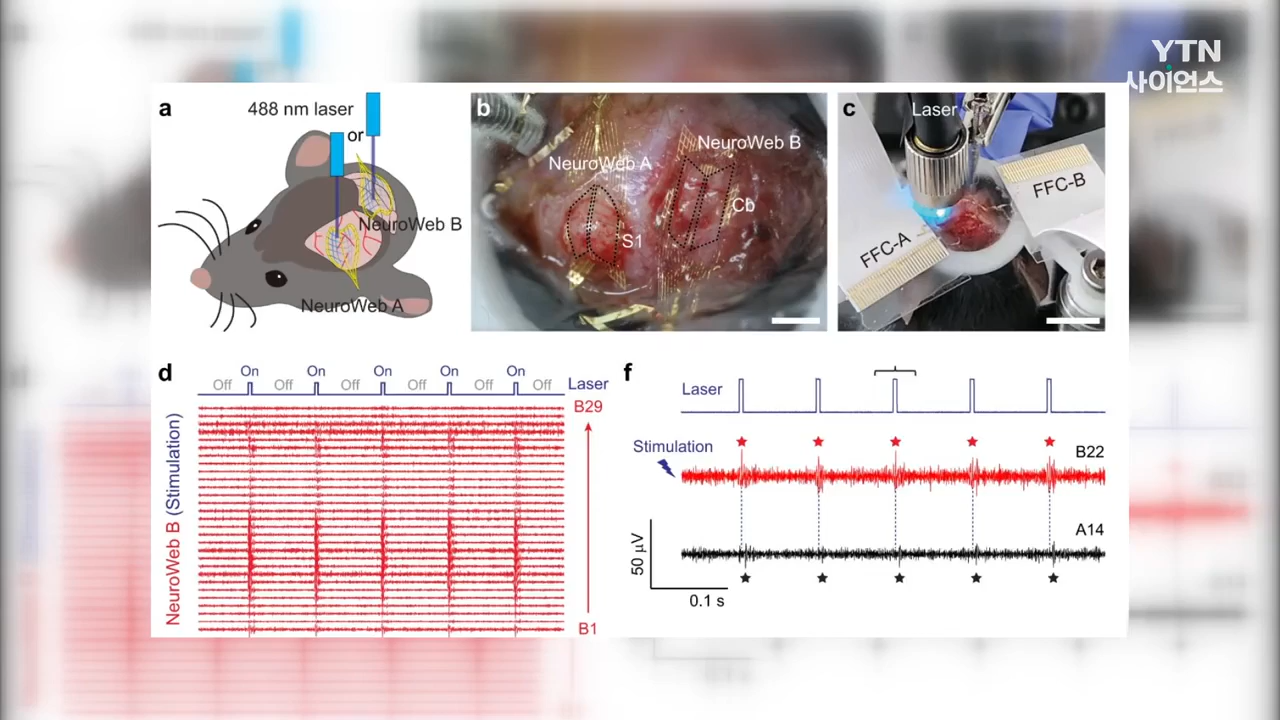 YTN
사이언스
a
488 nm laser
or
NeuroWeb B
NeuroWeb A
b
NeuroWeb A
NeuroWeb B
S1
Cb
c
Laser
FFC-A
FFC-B
d
On On On On On
Off Off Off Off Off Off
Laser
NeuroWeb B (Stimulation)
B29
B1
f
Laser
Stimulation
B22
A14
50 µV
0.1 s